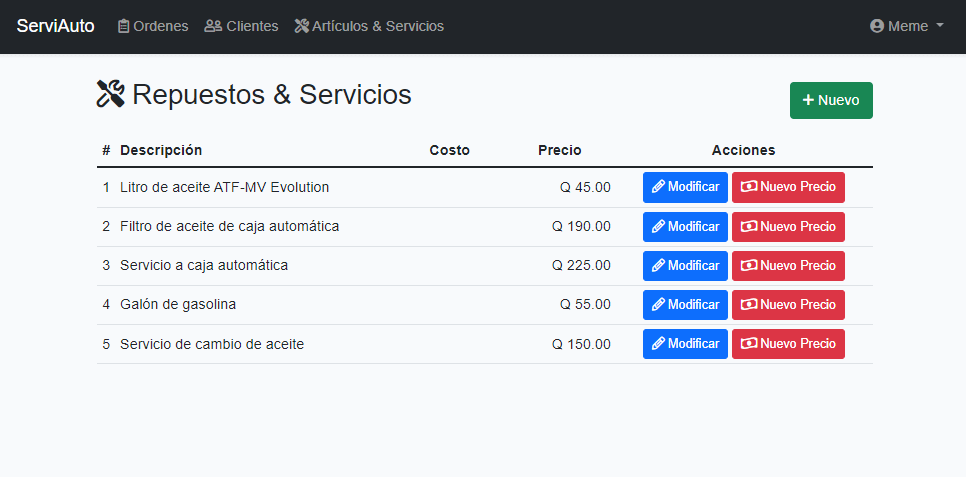 ServiAuto Ordenes Clientes Artículos & Servicios Meme
Repuestos & Servicios
Nuevo
# Descripción Costo Precio Acciones
1 Litro de aceite ATF-MV Evolution Q 45.00 Modificar Nuevo Precio
2 Filtro de aceite de caja automática Q 190.00 Modificar Nuevo Precio
3 Servicio a caja automática Q 225.00 Modificar Nuevo Precio
4 Galón de gasolina Q 55.00 Modificar Nuevo Precio
5 Servicio de cambio de aceite Q 150.00 Modificar Nuevo Precio